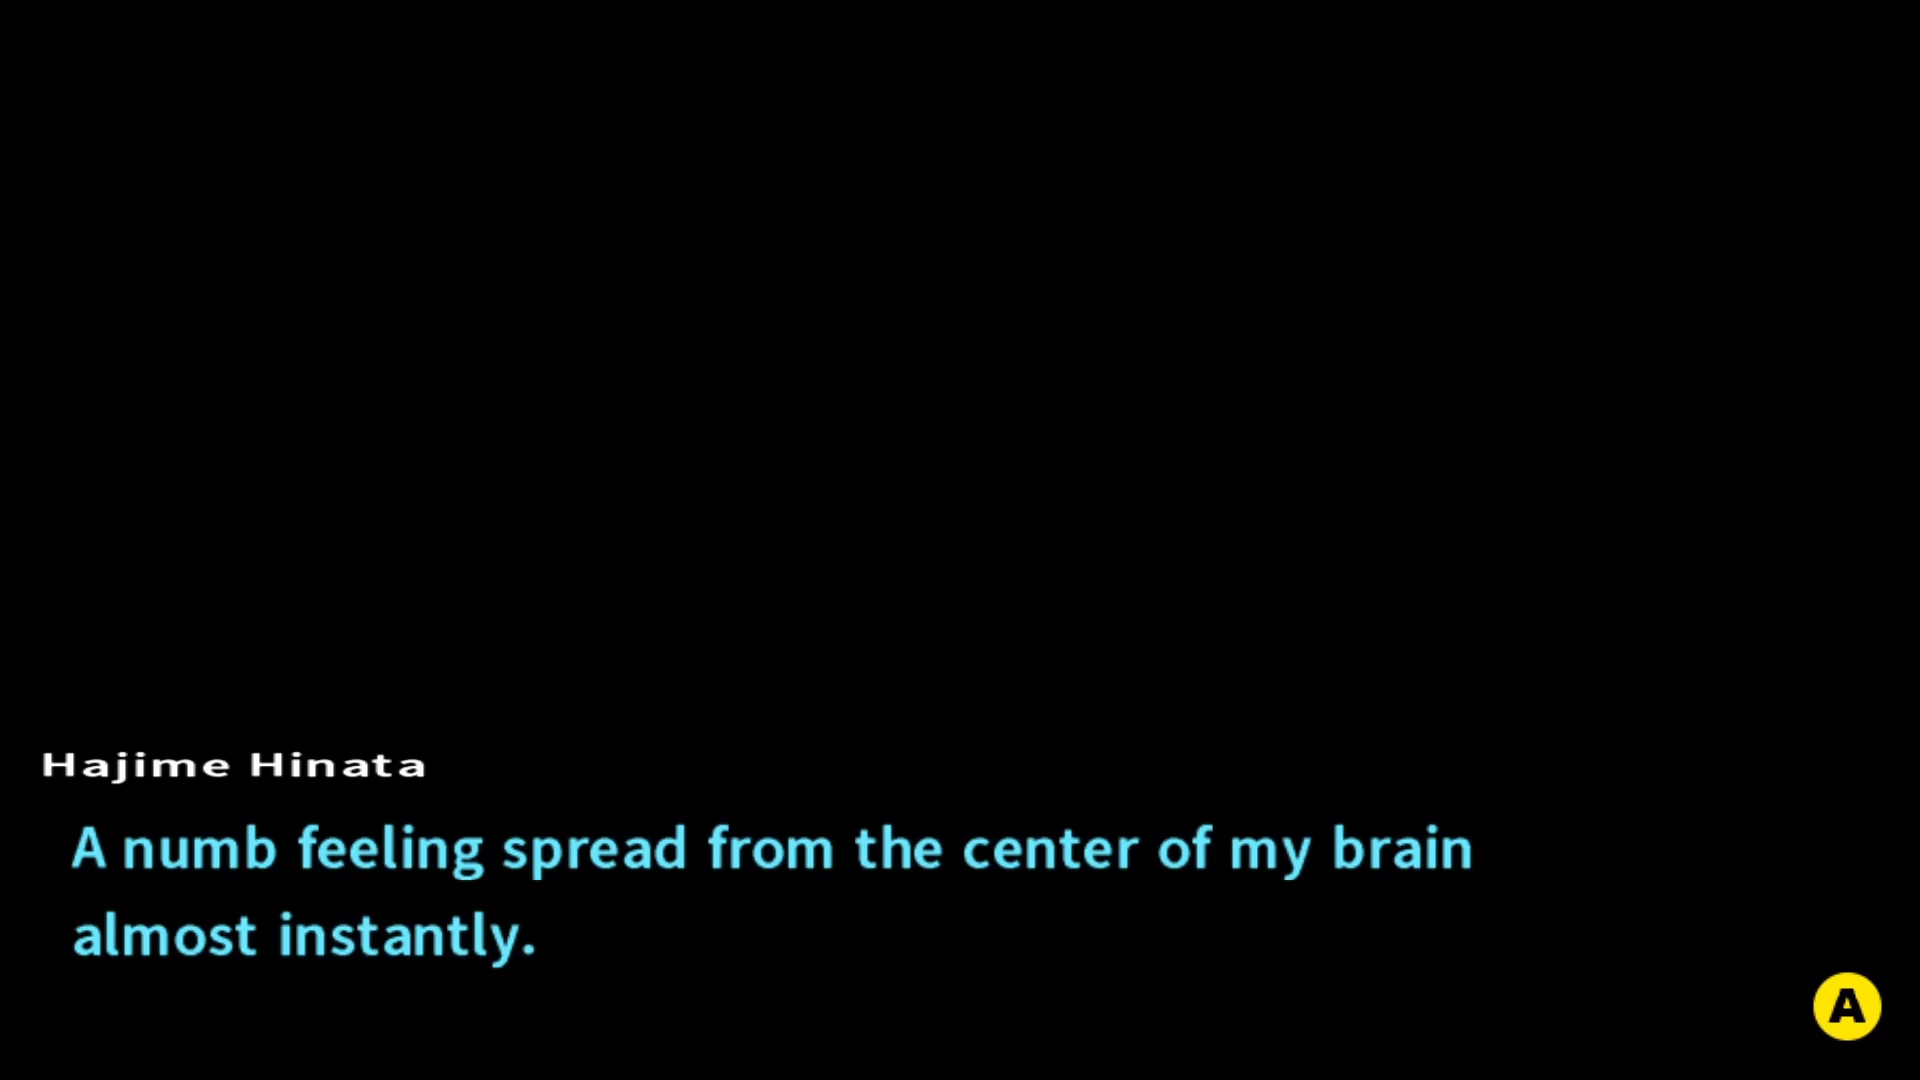 Hajime Hinata
A numb feeling spread from the center of my brain
almost instantly.
A